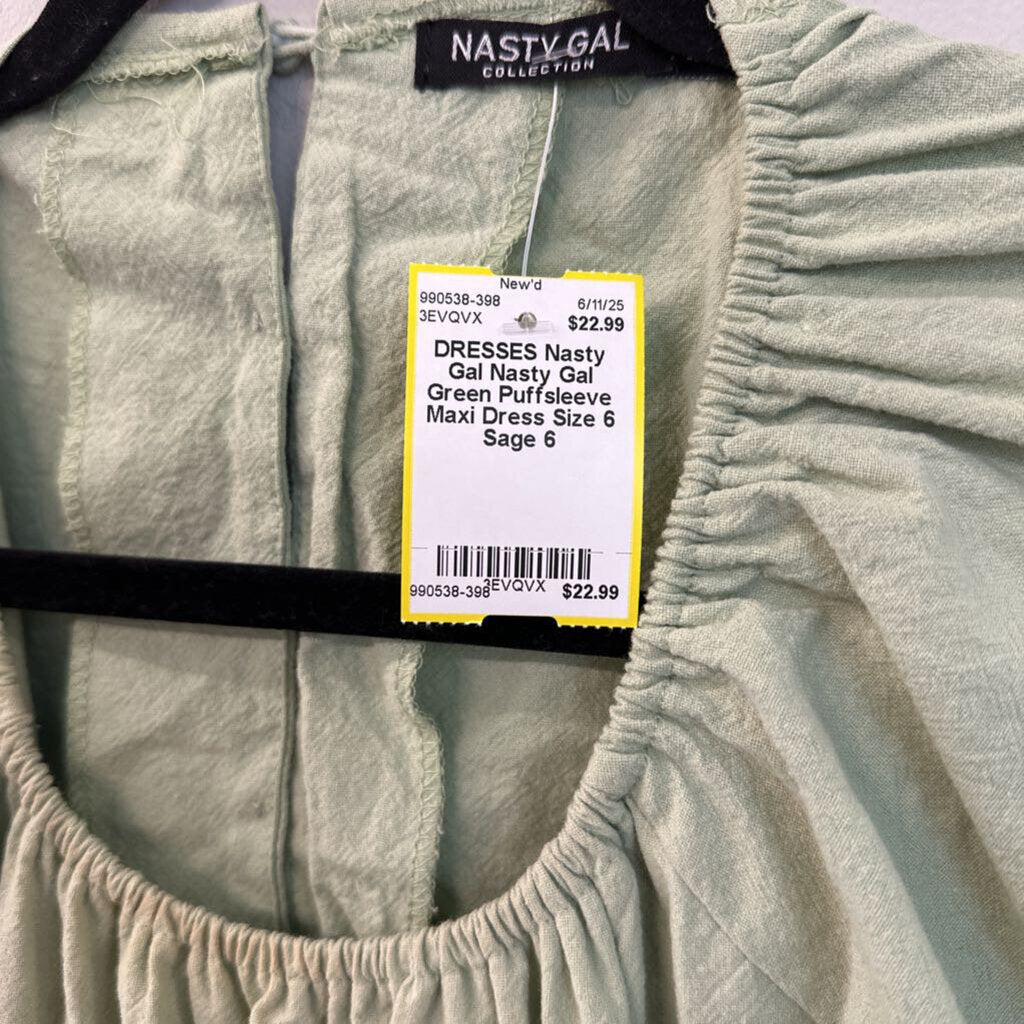 NASTY GAL
COLLECTION
New'd
990538-398 6/11/25
3EVQVX $22.99
DRESSES Nasty
Gal Nasty Gal
Green Puffsleeve
Maxi Dress Size 6
Sage 6
990538-398 3EVQVX $22.99